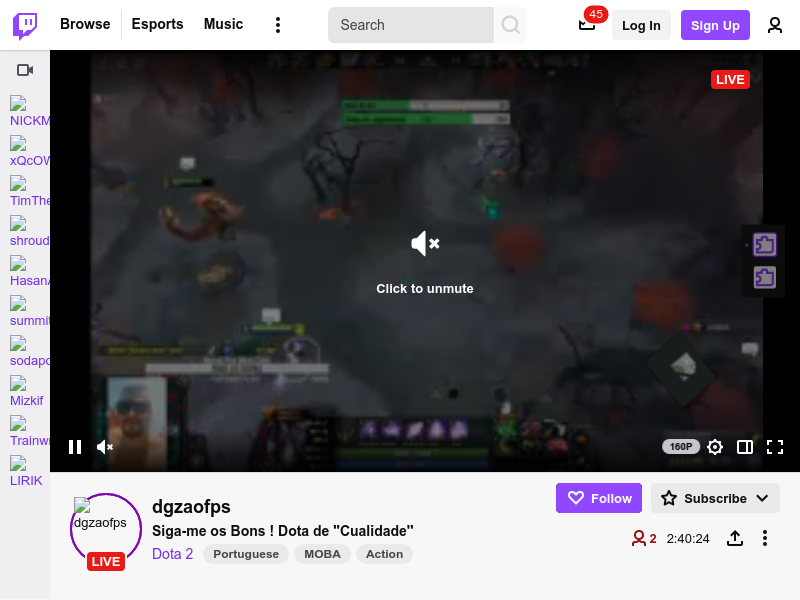 Browse
Esports
Music
Search
45
Log In
Sign Up
NICKM
xQcOW
TimThe
shroud
HasanA
summit
sodapo
Mizkif
Trainwr
LIRIK
LIVE
Click to unmute
160P
dgzaofps
LIVE
dgzaofps
Siga-me os Bons ! Dota de "Cualidade"
Dota 2
Portuguese
MOBA
Action
Follow
Subscribe
2
2:40:24